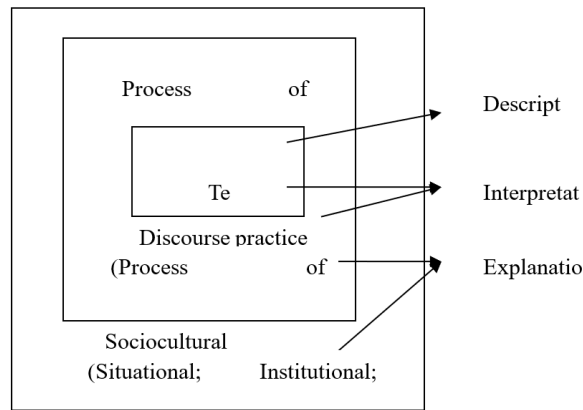 Process of
Descript
Te
Interpretat
Discourse practice
(Process of
Explanatio
Sociocultural
(Situational; Institutional;